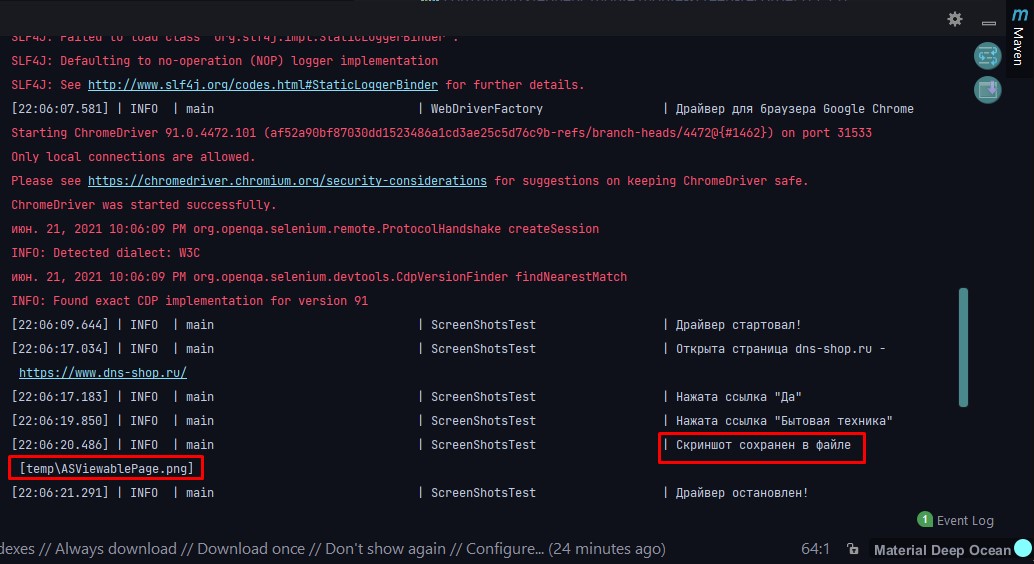 SLF4J: Failed to load class "org.slf4j.impl.StaticLoggerBinder".
SLF4J: Defaulting to no-operation (NOP) logger implementation
SLF4J: See http://www.slf4j.org/codes.html#StaticLoggerBinder for further details.
[22:06:07.581] | INFO | main | WebDriverFactory | Драйвер для браузера Google Chrome
Starting ChromeDriver 91.0.4472.101 (af52a90bf87030dd1523486a1cd3ae25c5d76c9b-refs/branch-heads/4472@{#1462}) on port 31533
Only local connections are allowed.
Please see https://chromedriver.chromium.org/security-considerations for suggestions on keeping ChromeDriver safe.
ChromeDriver was started successfully.
июн. 21, 2021 10:06:09 PM org.openqa.selenium.remote.ProtocolHandshake createSession
INFO: Detected dialect: W3C
июн. 21, 2021 10:06:09 PM org.openqa.selenium.devtools.CdpVersionFinder findNearestMatch
INFO: Found exact CDP implementation for version 91
[22:06:09.644] | INFO | main | ScreenShotsTest | Драйвер стартовал!
[22:06:17.034] | INFO | main | ScreenShotsTest | Открыта страница dns-shop.ru -
https://www.dns-shop.ru/
[22:06:17.183] | INFO | main | ScreenShotsTest | Нажата ссылка "Да"
[22:06:19.850] | INFO | main | ScreenShotsTest | Нажата ссылка "Бытовая техника"
[22:06:20.486] | INFO | main | ScreenShotsTest | Скриншот сохранен в файле
[temp\ASViewablePage.png]
[22:06:21.291] | INFO | main | ScreenShotsTest | Драйвер остановлен!
m Maven
1 Event Log
dexes // Always download // Download once // Don't show again // Configure... (24 minutes ago)
64:1
Material Deep Ocean